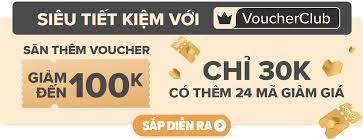 SIÊU TIẾT KIỆM VỚI VoucherClub
SĂN THÊM VOUCHER
GIẢM ĐẾN 100K
CHỈ 30K
CÓ THÊM 24 MÃ GIẢM GIÁ
SẮP DIỄN RA